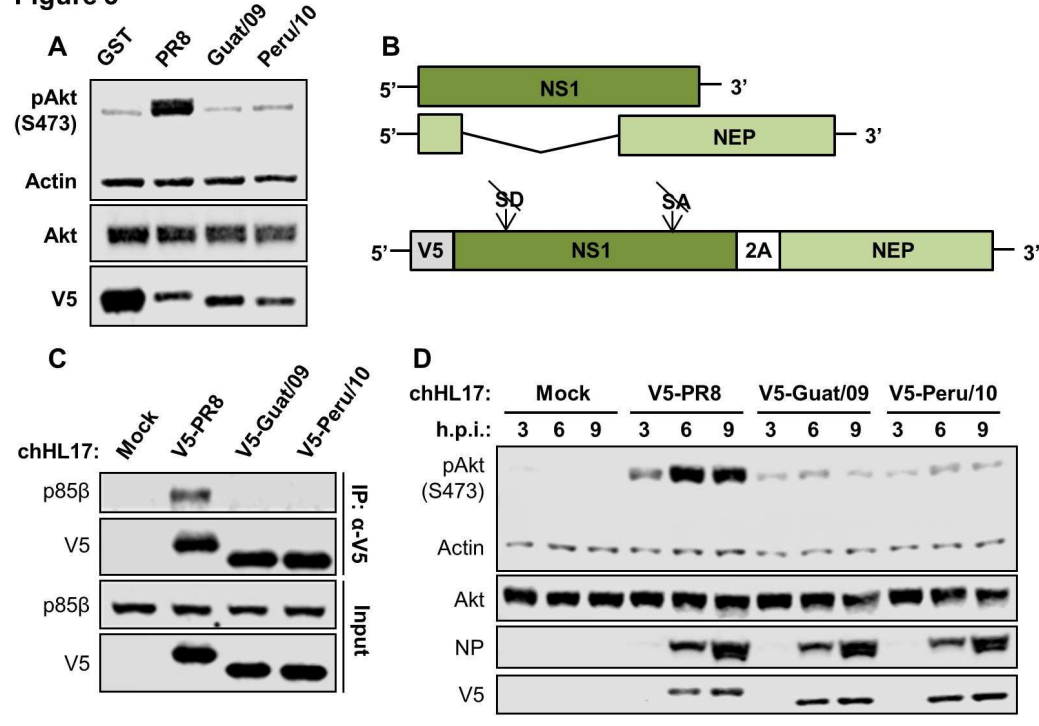 A
GST PR8 Guat/09 Peru/10
pAkt
(S473)
Actin
Akt
V5
B
5’ NS1 3’
5’ NEP 3’
SD SA
5’ V5 NS1 2A NEP 3’
C
chHL17: Mock V5-PR8 V5-Guat/09 V5-Peru/10
p85β
V5
IP: α-V5
p85β
V5
Input
D
chHL17: Mock V5-PR8 V5-Guat/09 V5-Peru/10
h.p.i.: 3 6 9 3 6 9 3 6 9 3 6 9
pAkt
(S473)
Actin
Akt
NP
V5